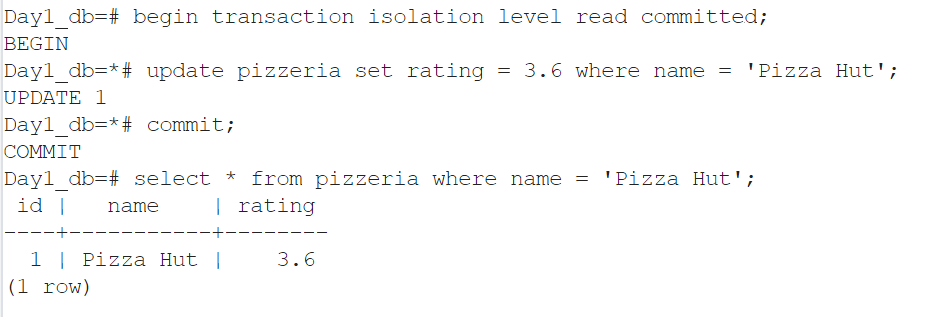 Day1_db=# begin transaction isolation level read committed;
BEGIN
Day1_db=*# update pizzeria set rating = 3.6 where name = 'Pizza Hut';
UPDATE 1
Day1_db=*# commit;
COMMIT
Day1_db=# select * from pizzeria where name = 'Pizza Hut';
 id |   name    | rating
----+-----------+--------
  1 | Pizza Hut |    3.6
(1 row)